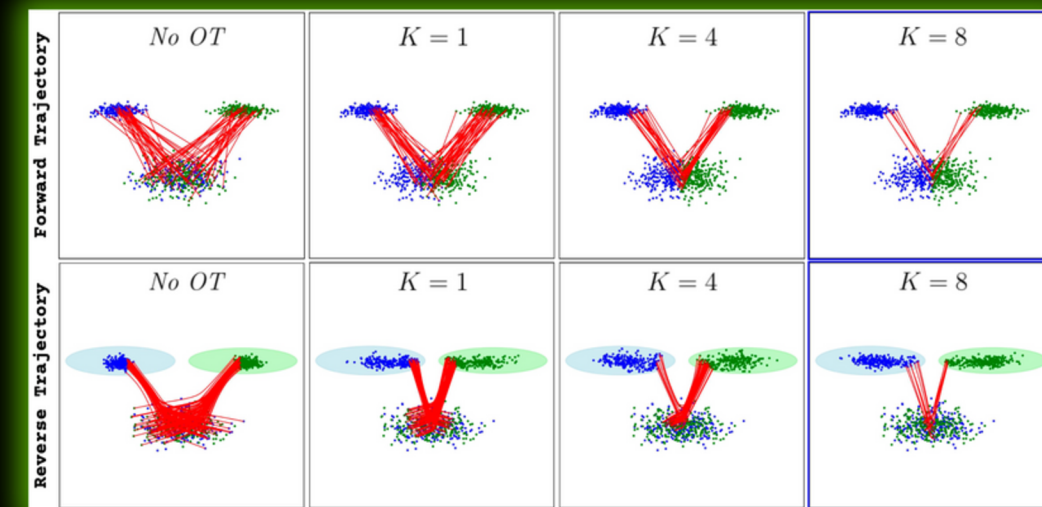 Forward Trajectory
No OT
K = 1
K = 4
K = 8
Reverse Trajectory
No OT
K = 1
K = 4
K = 8